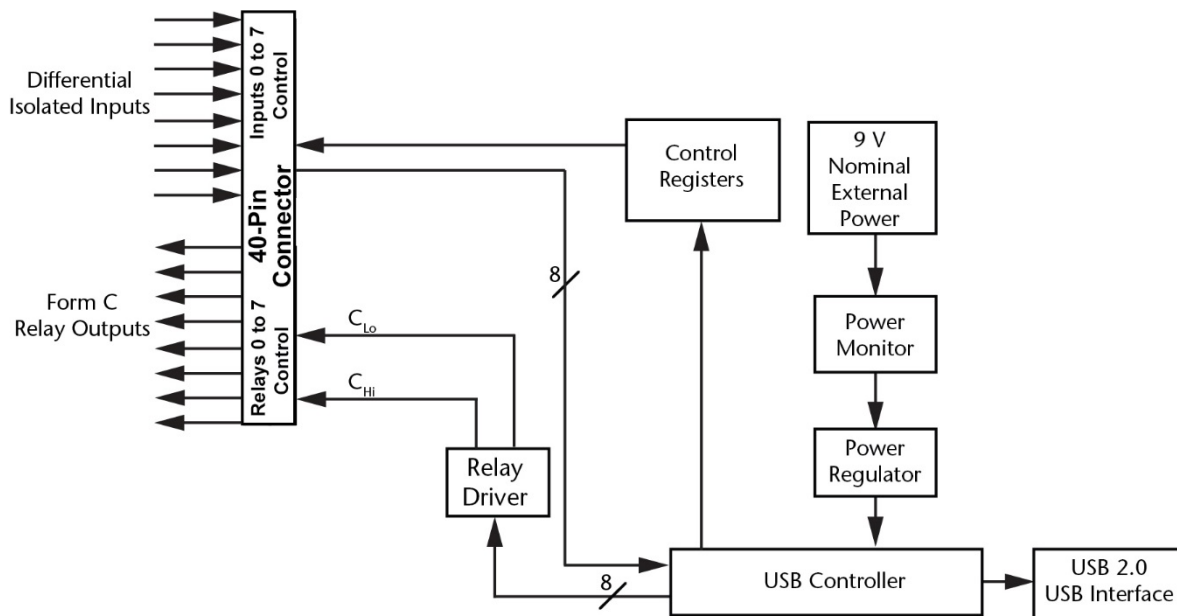 Differential
Isolated Inputs
Inputs 0 to 7
Control
40-Pin
Connector
Relays 0 to 7
Control
Form C
Relay Outputs
C Lo
C Hi
8
Control
Registers
9 V
Nominal
External
Power
Power
Monitor
Power
Regulator
Relay
Driver
8
USB Controller
USB 2.0
USB Interface